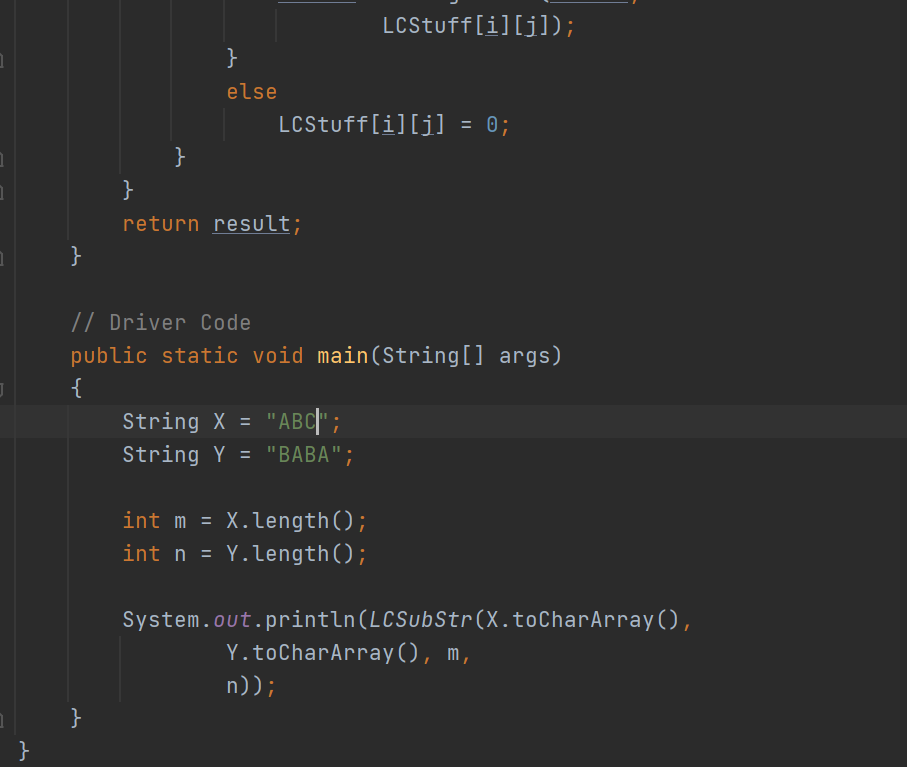 LCStuff[i][j]);
}
else
LCStuff[i][j] = 0;
}
}
return result;
}
// Driver Code
public static void main(String[] args)
{
String X = "ABC";
String Y = "BABA";
int m = X.length();
int n = Y.length();
System.out.println(LCSubStr(X.toCharArray(),
Y.toCharArray(), m,
n));
}
}